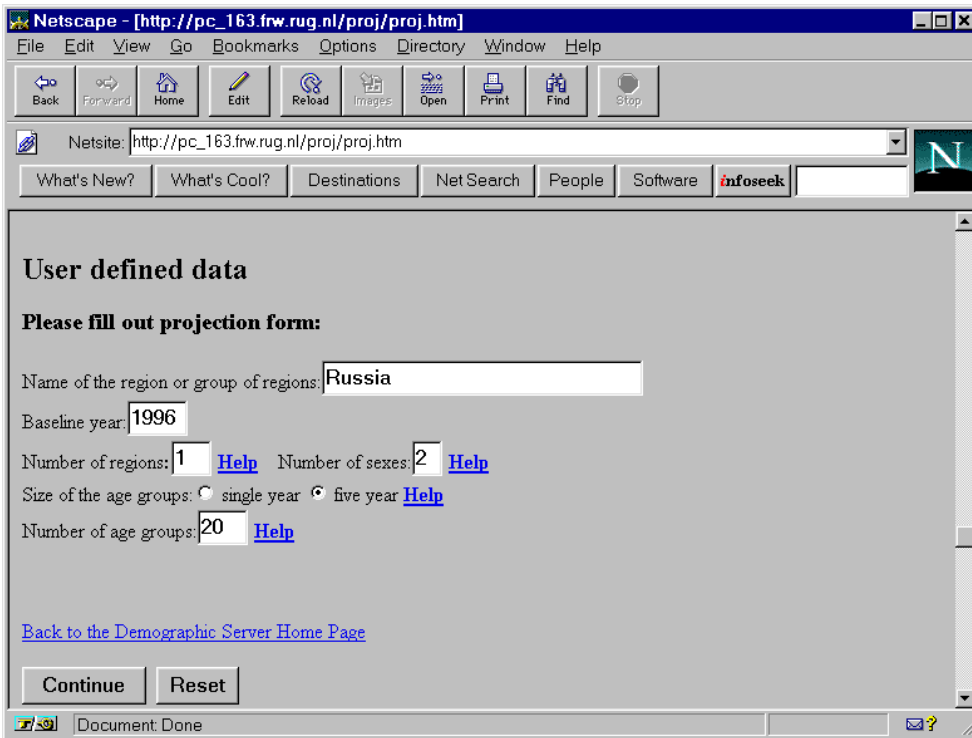 Netscape - [http://pc_163.frw.rug.nl/proj/proj.htm]
File Edit View Go Bookmarks Options Directory Window Help
Back Forward Home Edit Reload Images Open Print Find Stop
Netsite: http://pc_163.frw.rug.nl/proj/proj.htm
N
What's New? What's Cool? Destinations Net Search People Software infoseek
User defined data
Please fill out projection form:
Name of the region or group of regions: Russia
Baseline year: 1996
Number of regions: 1 Help Number of sexes: 2 Help
Size of the age groups: single year five year Help
Number of age groups: 20 Help
Back to the Demographic Server Home Page
Continue Reset
Document: Done
?